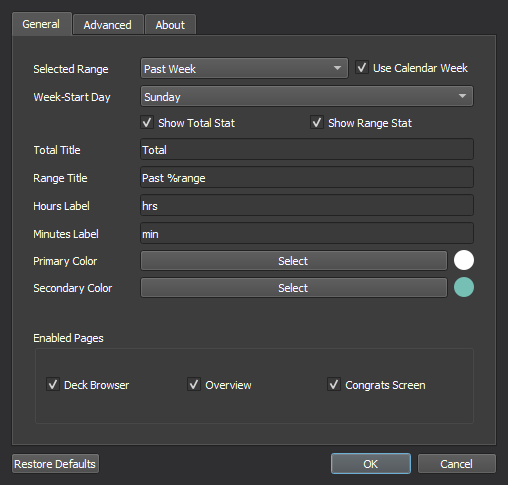 General Advanced About
Selected Range Past Week Use Calendar Week
Week-Start Day Sunday
Show Total Stat Show Range Stat
Total Title Total
Range Title Past %range
Hours Label hrs
Minutes Label min
Primary Color Select
Secondary Color Select
Enabled Pages
Deck Browser Overview Congrats Screen
Restore Defaults OK Cancel